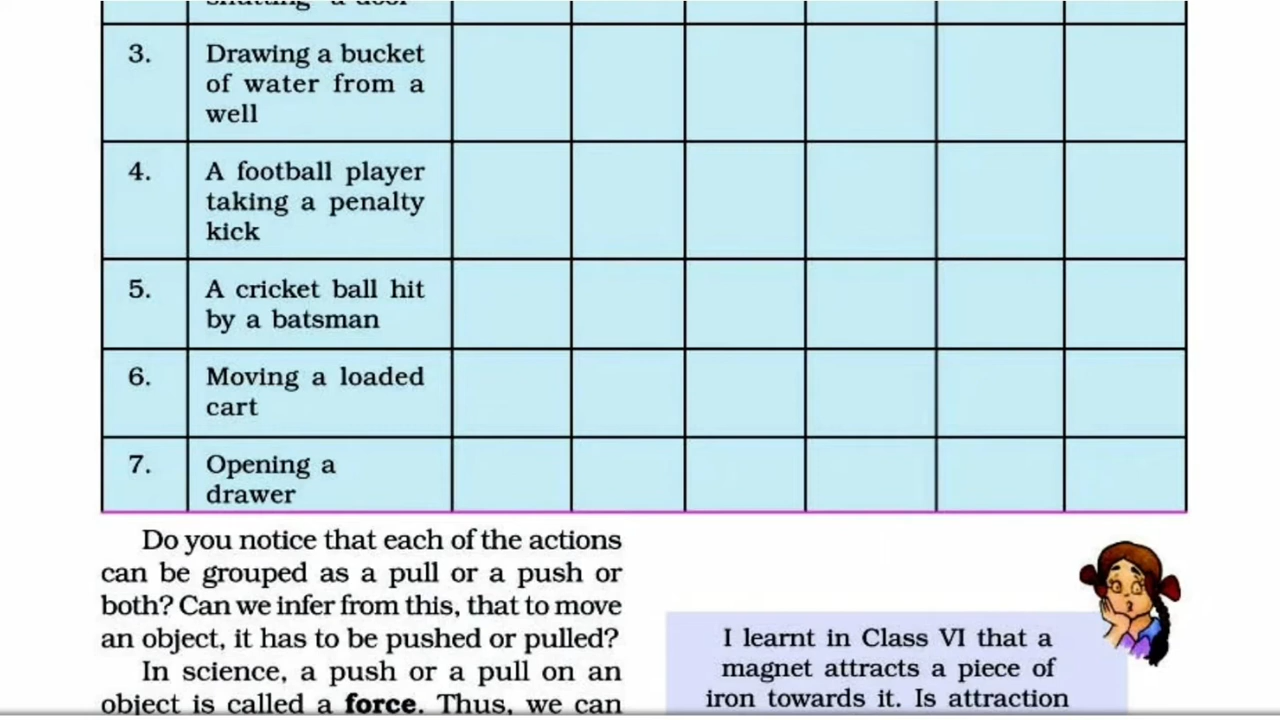 shutting a door
3.
Drawing a bucket
of water from a
well
4.
A football player
taking a penalty
kick
5.
A cricket ball hit
by a batsman
6.
Moving a loaded
cart
7.
Opening a
drawer
Do you notice that each of the actions
can be grouped as a pull or a push or
both? Can we infer from this, that to move
an object, it has to be pushed or pulled?
In science, a push or a pull on an
object is called a force. Thus, we can
I learnt in Class VI that a
magnet attracts a piece of
iron towards it. Is attraction